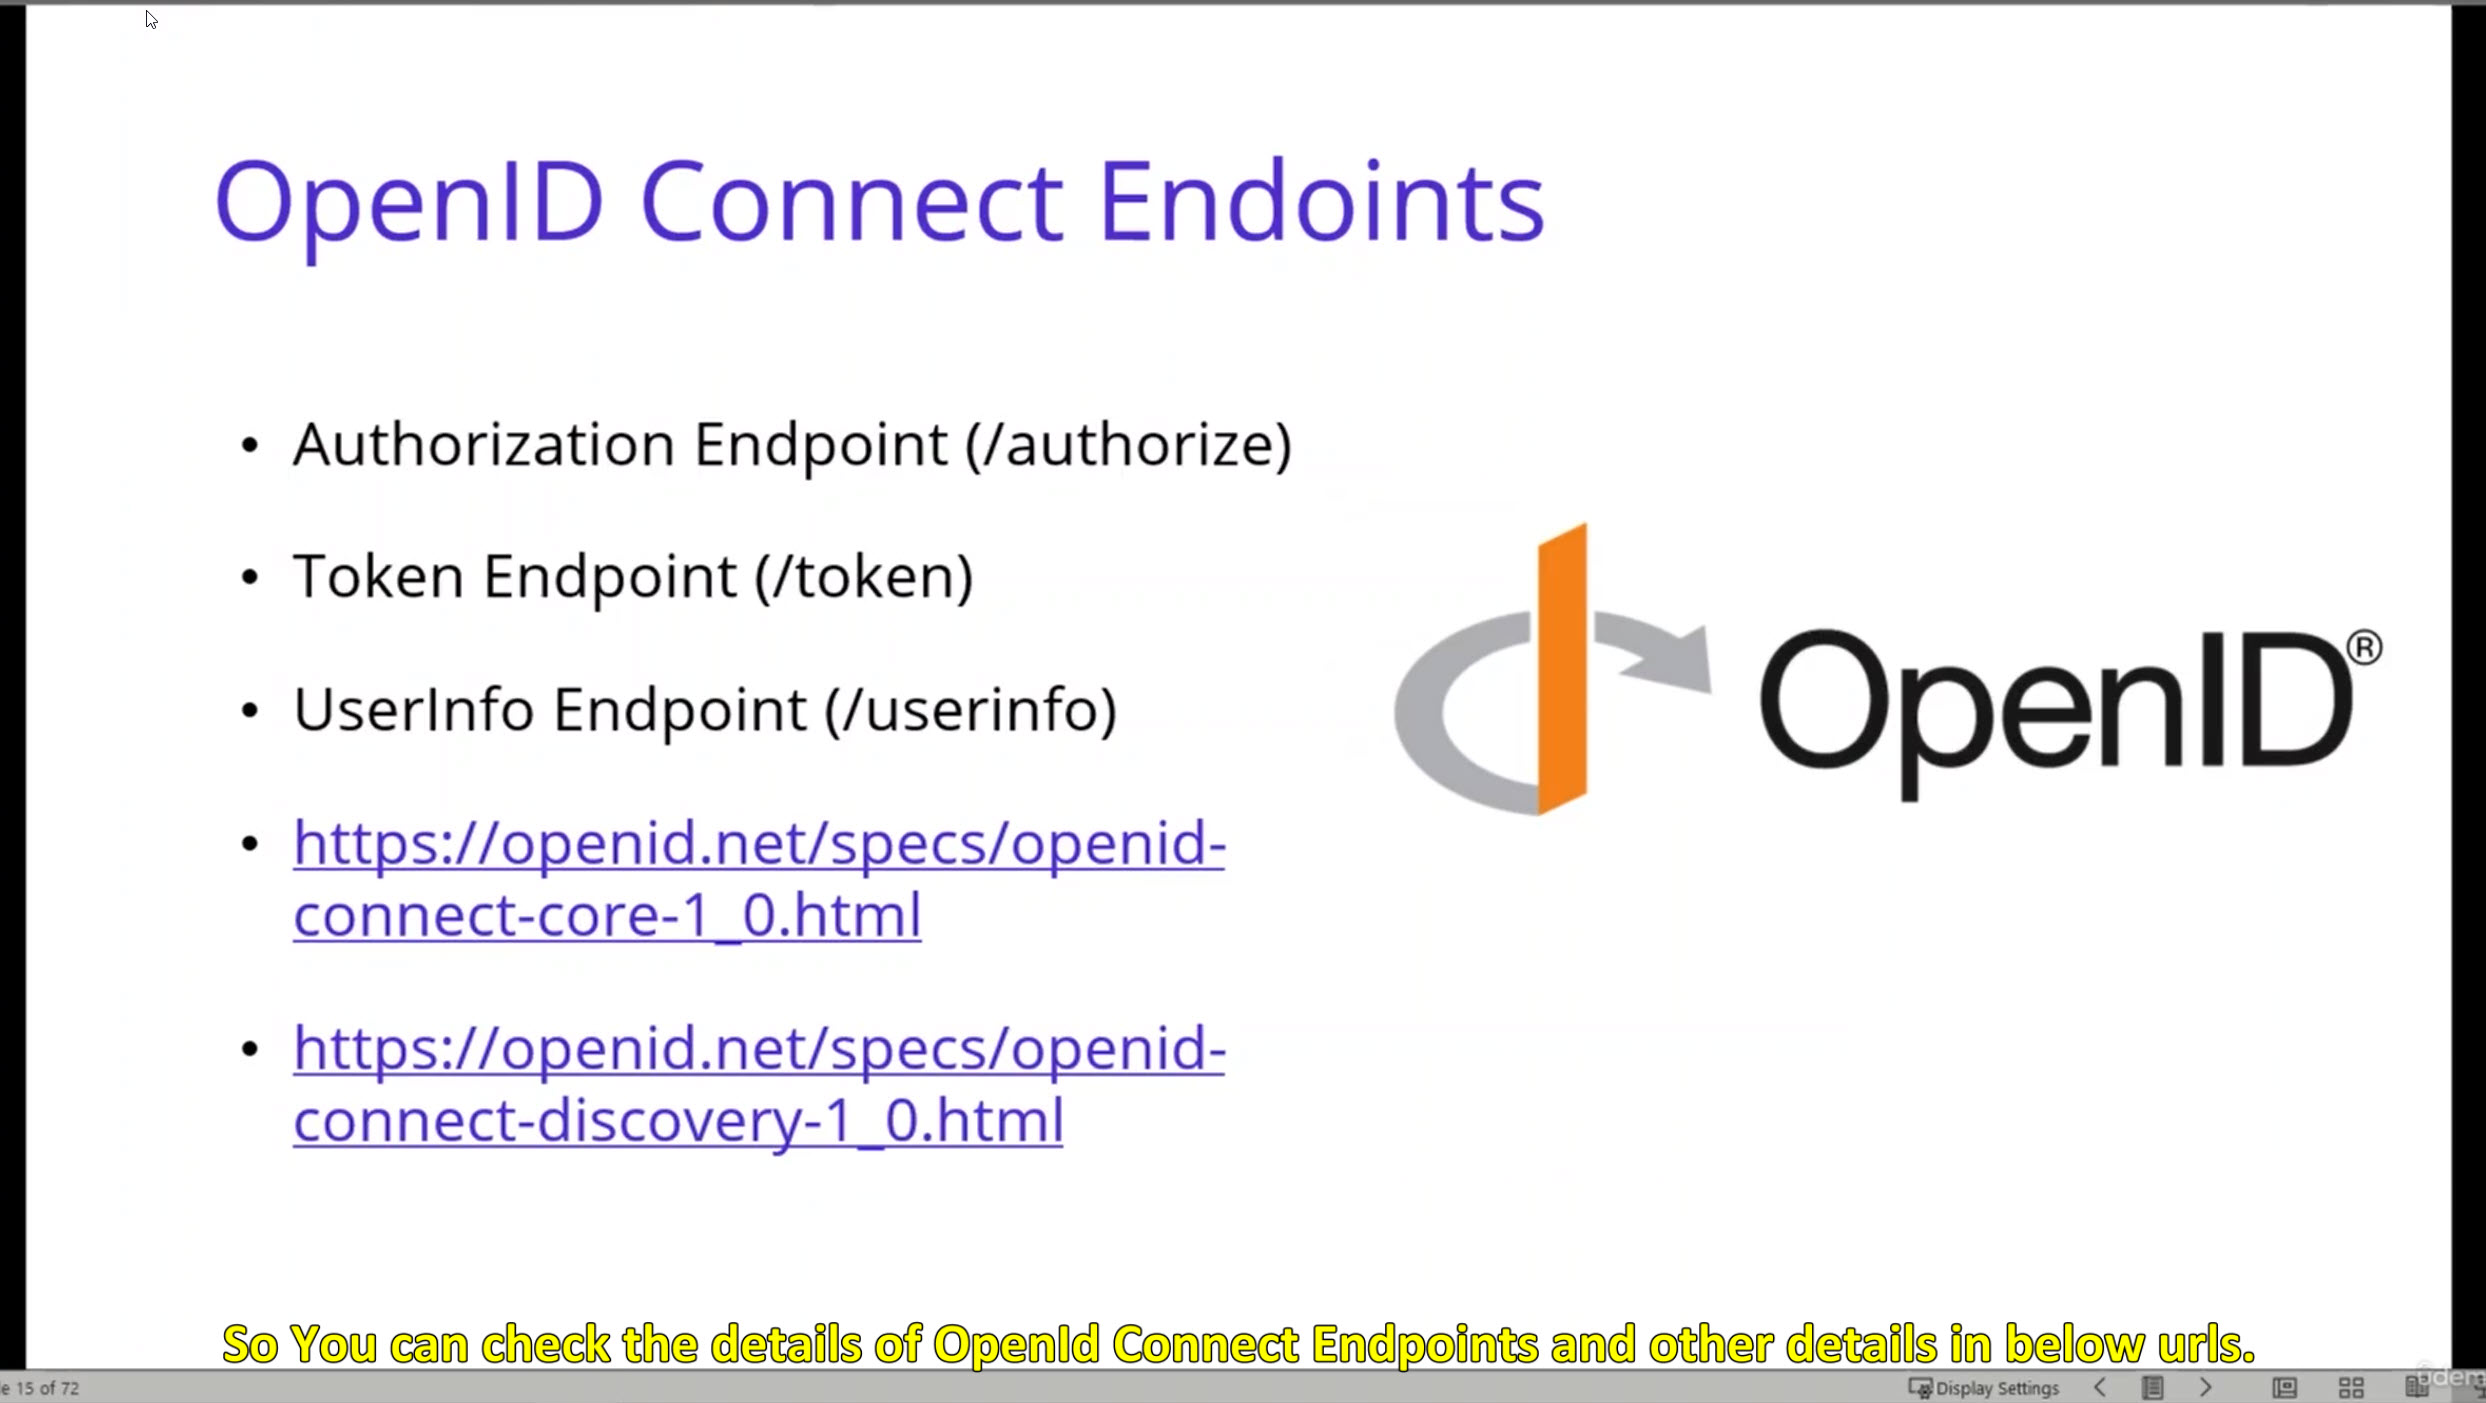 OpenID Connect Endoints
• Authorization Endpoint (/authorize)
• Token Endpoint (/token)
• UserInfo Endpoint (/userinfo)
• https://openid.net/specs/openid-
connect-core-1_0.html
• https://openid.net/specs/openid-
connect-discovery-1_0.html
OpenID®
So You can check the details of OpenId Connect Endpoints and other details in below urls.
e 15 of 72
Display Settings